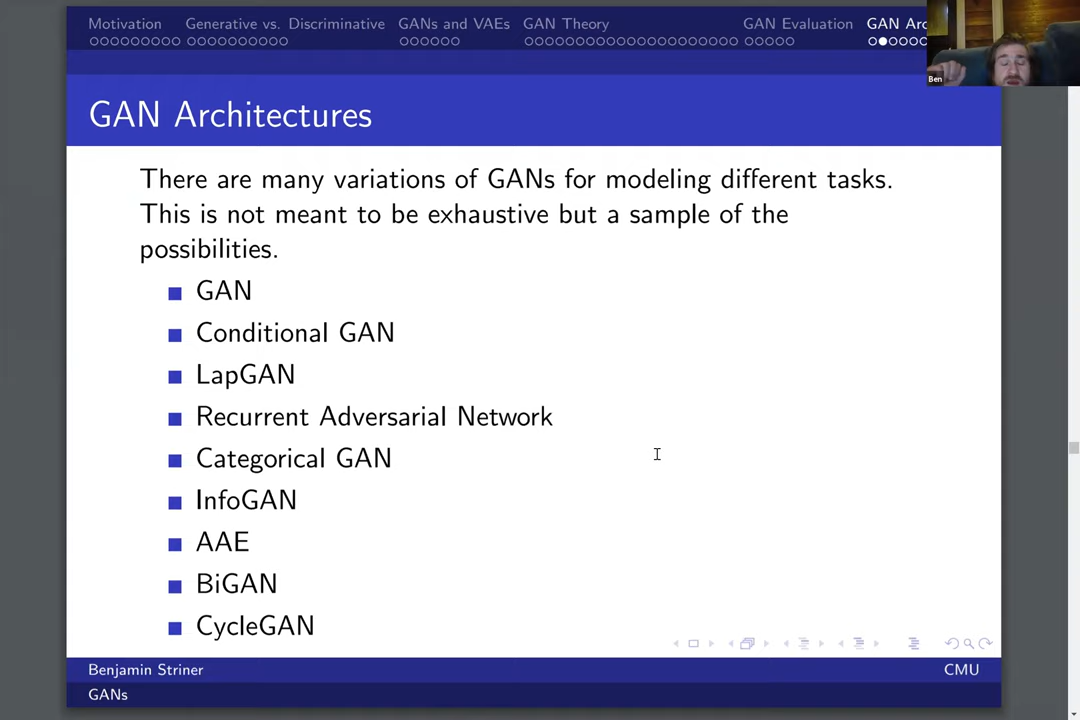 Motivation
Generative vs. Discriminative
GANs and VAEs
GAN Theory
GAN Evaluation
GAN Arc
Ben
GAN Architectures
There are many variations of GANs for modeling different tasks.
This is not meant to be exhaustive but a sample of the
possibilities.
GAN
Conditional GAN
LapGAN
Recurrent Adversarial Network
Categorical GAN
InfoGAN
AAE
BiGAN
CycleGAN
Benjamin Striner
CMU
GANs